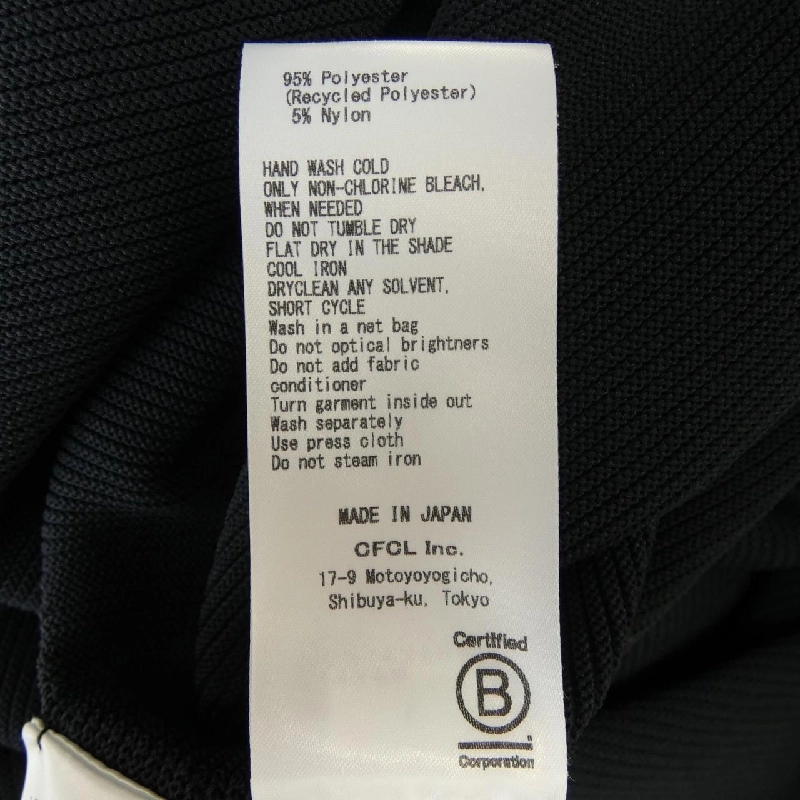 95% Polyester
(Recycled Polyester)
5% Nylon
HAND WASH COLD
ONLY NON-CHLORINE BLEACH,
WHEN NEEDED
DO NOT TUMBLE DRY
FLAT DRY IN THE SHADE
COOL IRON
DRYCLEAN ANY SOLVENT,
SHORT CYCLE
Wash in a net bag
Do not optical brightners
Do not add fabric
conditioner
Turn garment inside out
Wash separately
Use press cloth
Do not steam iron
MADE IN JAPAN
CFCL Inc.
17-9 Motoyoyogicho,
Shibuya-ku, Tokyo
Certified
B
Corporation